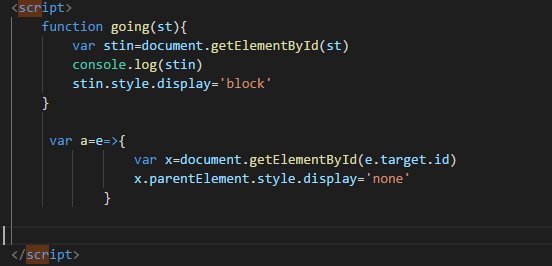 <script>
function going(st){
var stin=document.getElementById(st)
console.log(stin)
stin.style.display='block'
}
var a=e=>{
var x=document.getElementById(e.target.id)
x.parentElement.style.display='none'
}
</script>